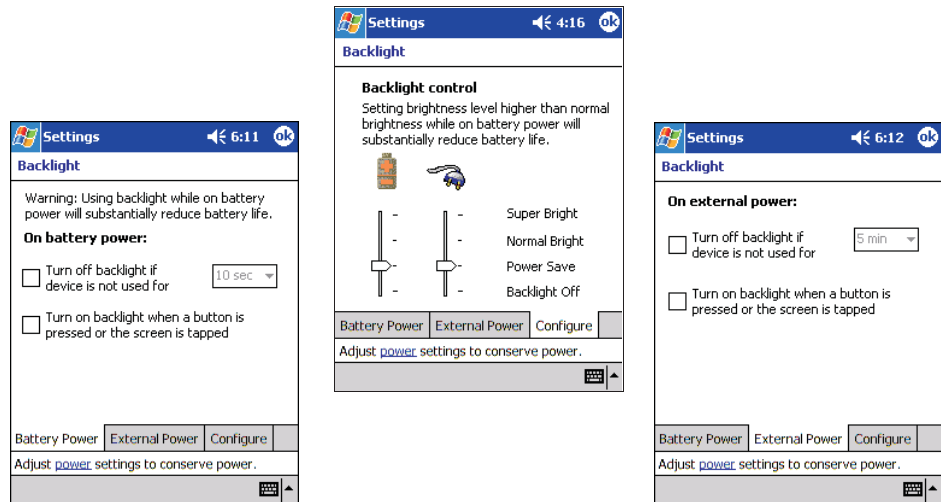 Settings 6:11 ok
Backlight
Warning: Using backlight while on battery
power will substantially reduce battery life.
On battery power:
Turn off backlight if
device is not used for
10 sec
Turn on backlight when a button is
pressed or the screen is tapped
Battery Power External Power Configure
Adjust power settings to conserve power.
Settings 4:16 ok
Backlight
Backlight control
Setting brightness level higher than normal
brightness while on battery power will
substantially reduce battery life.
Super Bright
Normal Bright
Power Save
Backlight Off
Battery Power External Power Configure
Adjust power settings to conserve power.
Settings 6:12 ok
Backlight
On external power:
Turn off backlight if
device is not used for
5 min
Turn on backlight when a button is
pressed or the screen is tapped
Battery Power External Power Configure
Adjust power settings to conserve power.